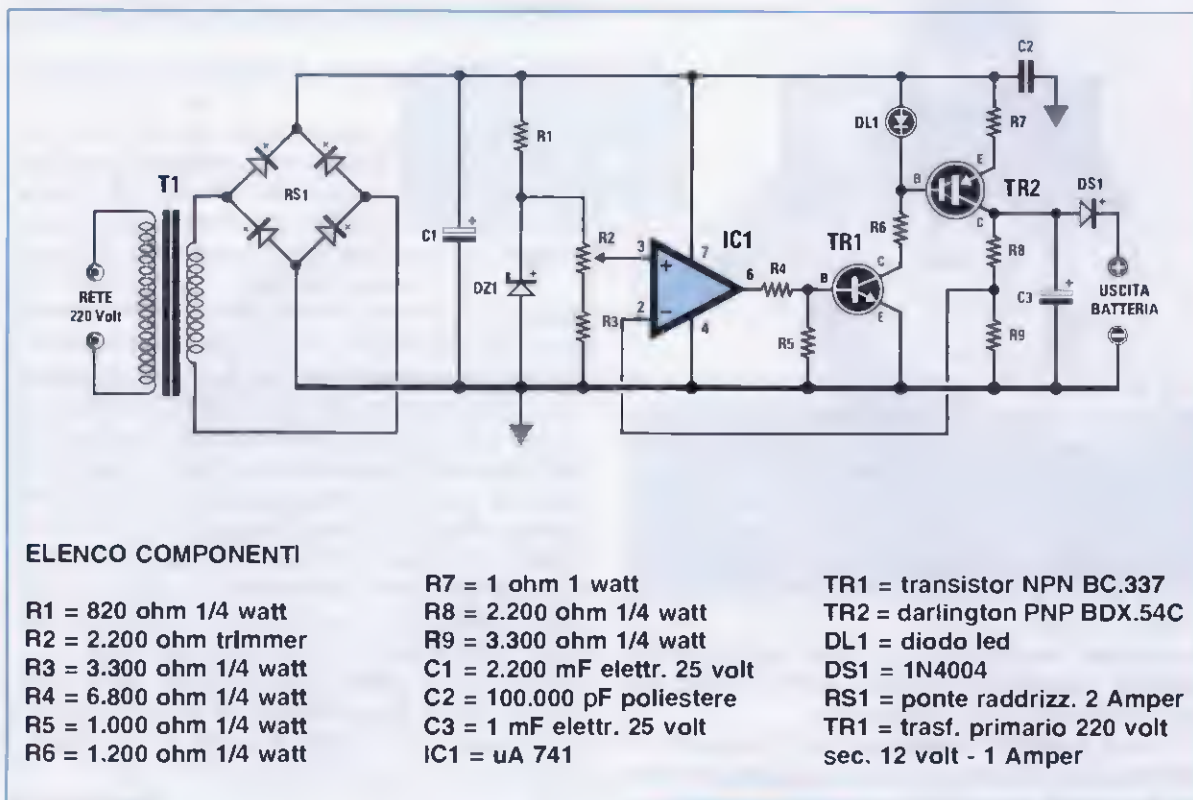 C2
R1
DL1
R7
E
B
TR2
T1
RS1
DS1
C
C1
R2
IC1
TR1
R6
R8
3
7
C
+
6
R4
B
RETE
220 Volt
DZ1
R3
2
4
E
R5
C3
USCITA
BATTERIA
R9
ELENCO COMPONENTI
R1 = 820 ohm 1/4 watt
R2 = 2.200 ohm trimmer
R3 = 3.300 ohm 1/4 watt
R4 = 6.800 ohm 1/4 watt
R5 = 1.000 ohm 1/4 watt
R6 = 1.200 ohm 1/4 watt
R7 = 1 ohm 1 watt
R8 = 2.200 ohm 1/4 watt
R9 = 3.300 ohm 1/4 watt
C1 = 2.200 mF elettr. 25 volt
C2 = 100.000 pF poliestere
C3 = 1 mF elettr. 25 volt
IC1 = uA 741
TR1 = transistor NPN BC.337
TR2 = darlington PNP BDX.54C
DL1 = diodo led
DS1 = 1N4004
RS1 = ponte raddrizz. 2 Amper
TR1 = trasf. primario 220 volt
sec. 12 volt - 1 Amper